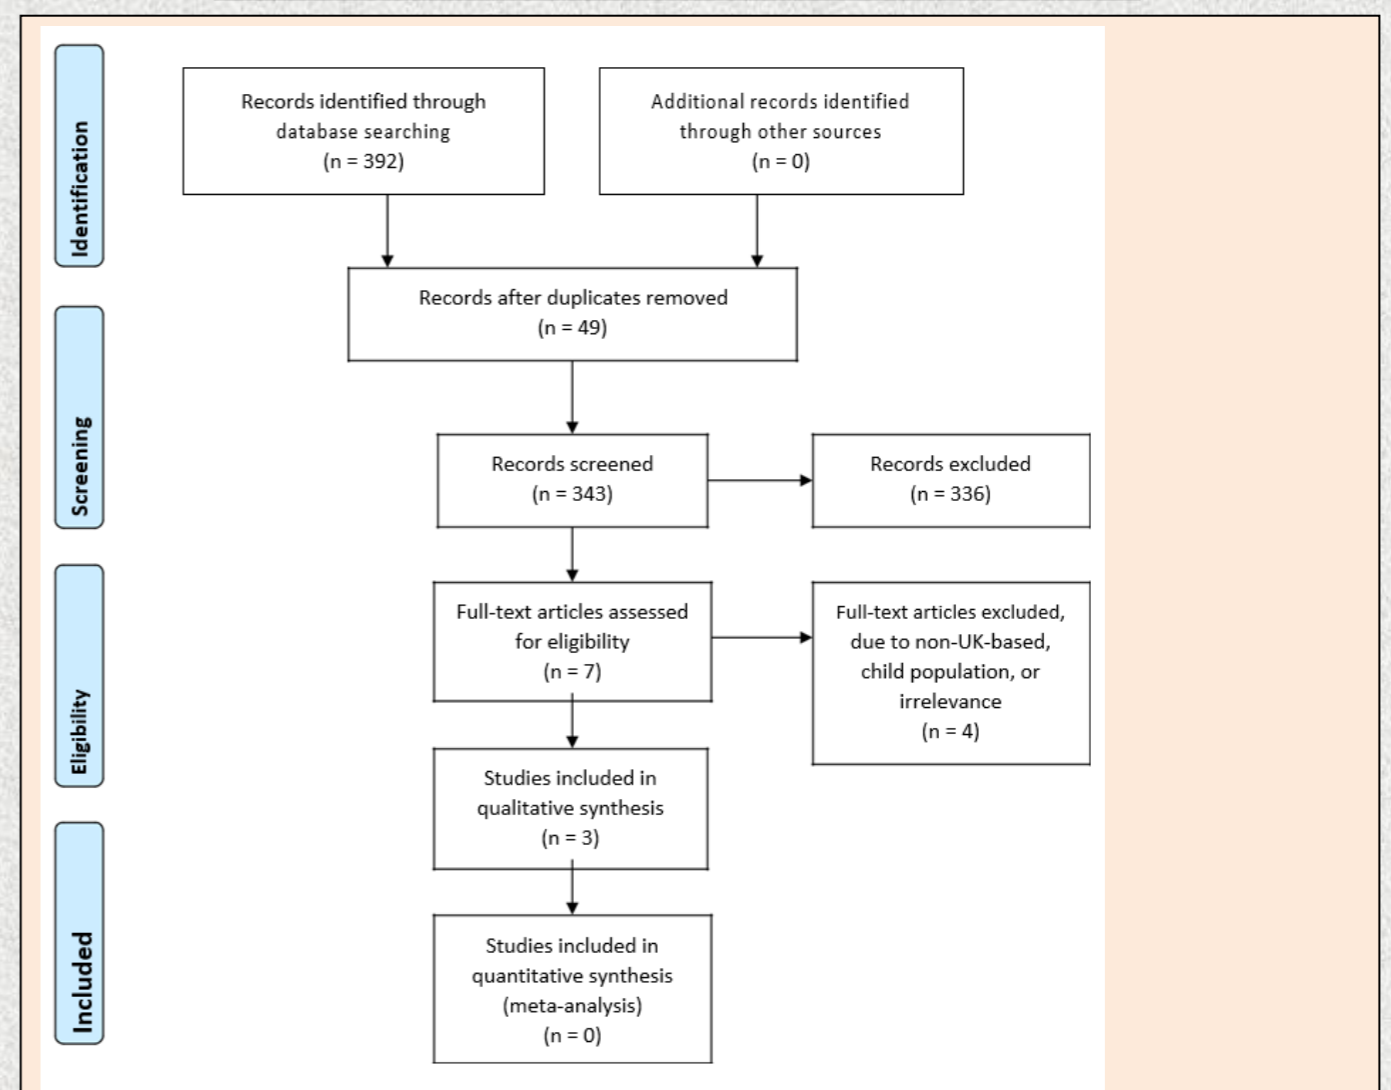 Identification
Records identified through
database searching
(n = 392)
Additional records identified
through other sources
(n = 0)
Records after duplicates removed
(n = 49)
Screening
Records screened
(n = 343)
Records excluded
(n = 336)
Eligibility
Full-text articles assessed
for eligibility
(n = 7)
Full-text articles excluded,
due to non-UK-based,
child population, or
irrelevance
(n = 4)
Studies included in
qualitative synthesis
(n = 3)
Included
Studies included in
quantitative synthesis
(meta-analysis)
(n = 0)